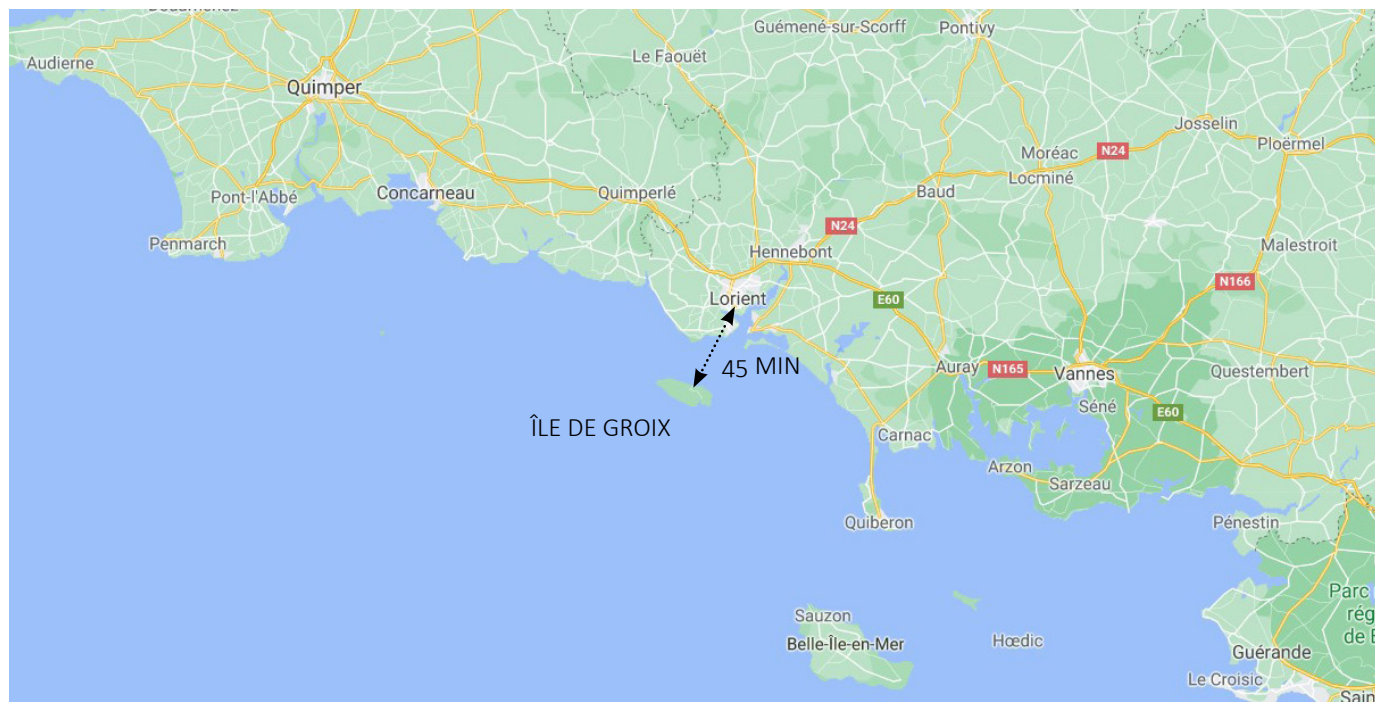 Guémené-sur-Scorff
Pontivy
Le Faouët
Audierne
Quimper
Josselin
Ploërmel
N24
Moréac
Locminé
Baud
Pont-l'Abbé
Concarneau
Quimperlé
N24
Penmarch
Hennebont
Malestroit
N166
Lorient
E60
45 MIN
Auray
N165
Vannes
Questembert
Séné
E60
ÎLE DE GROIX
Carnac
Arzon
Sarzeau
Quiberon
Pénestin
Parc
rég
de
Sauzon
Belle-Île-en-Mer
Hœdic
Guérande
Le Croisic